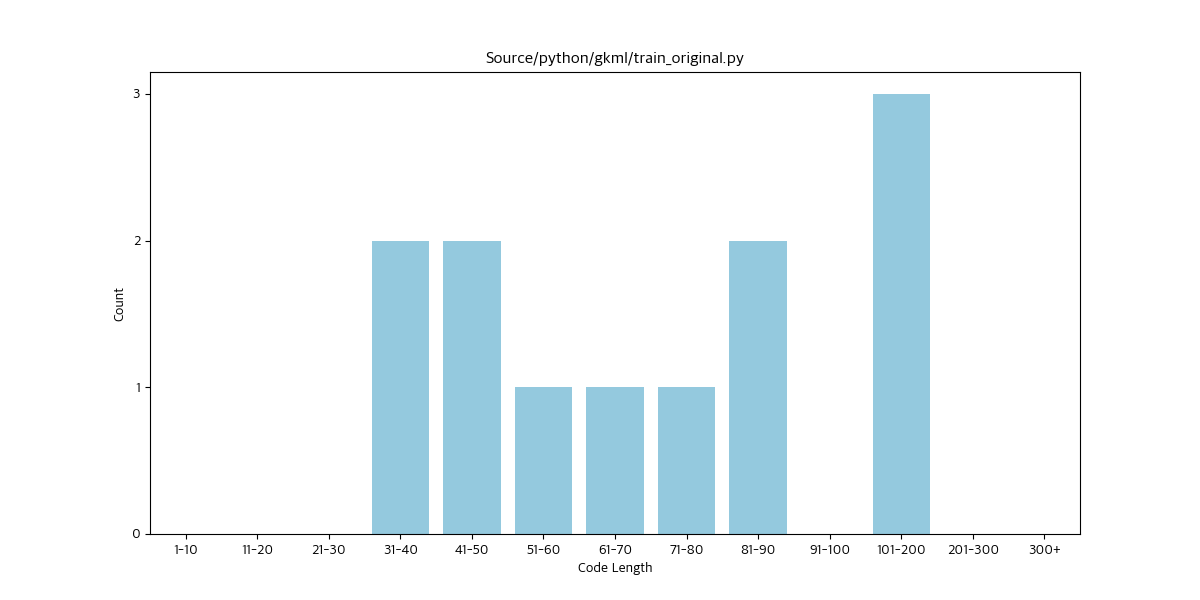 Source/python/gkml/train_original.py
3
2
1
0
Count
1-10 11-20 21-30 31-40 41-50 51-60 61-70 71-80 81-90 91-100 101-200 201-300 300+
Code Length